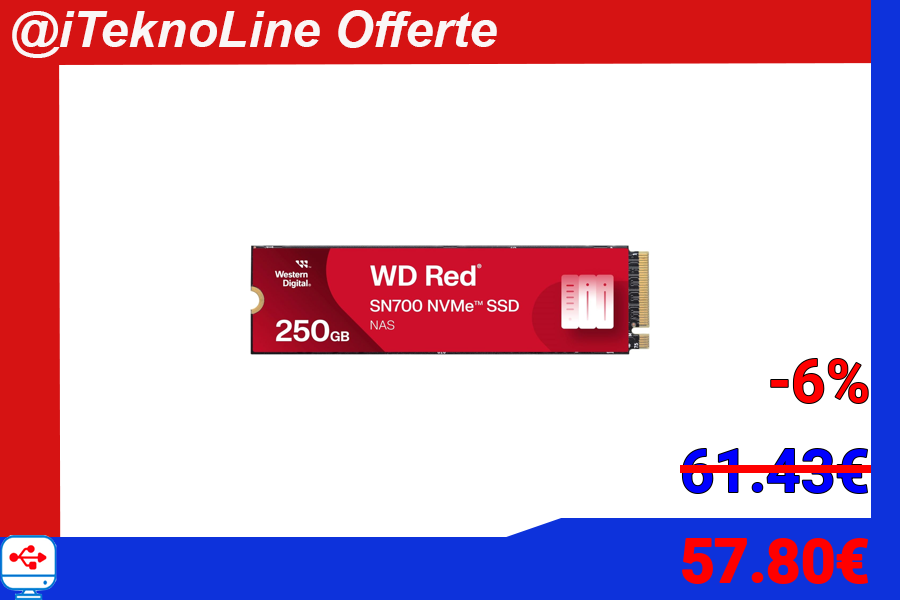 @iTeknoLine Offerte
Western
Digital®
WD Red®
SN700 NVMe™ SSD
NAS
250GB
-6%
61.43€
57.80€